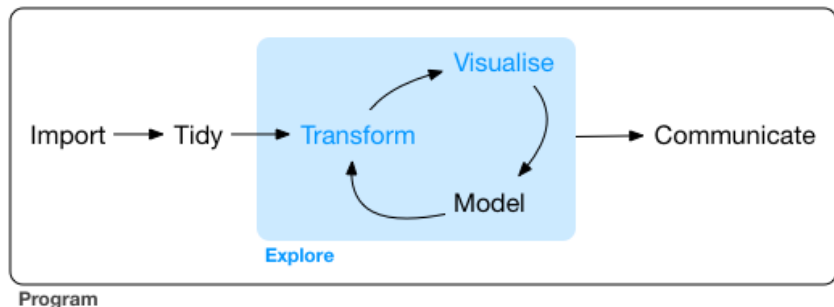 Visualise
Import
Tidy
Transform
Communicate
Model
Explore
Program